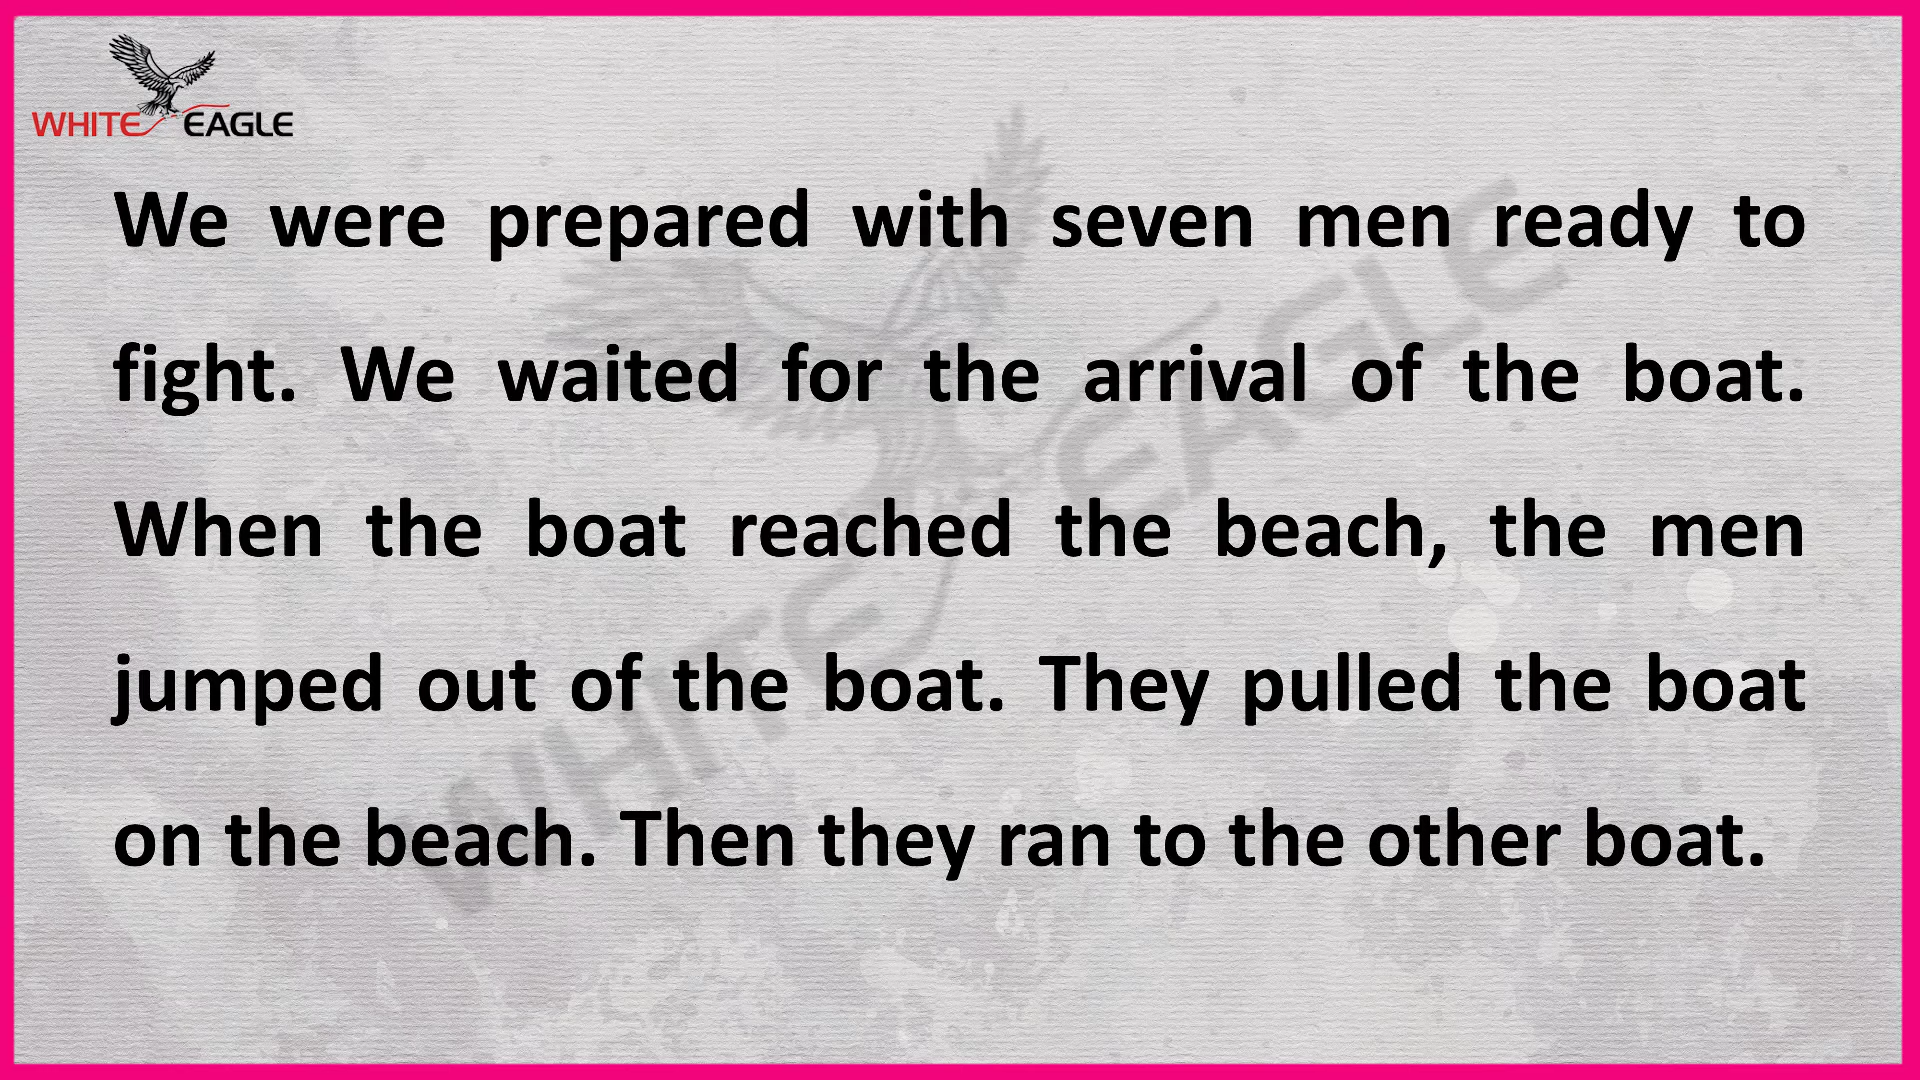 WHITE EAGLE
We were prepared with seven men ready to
fight. We waited for the arrival of the boat.
When the boat reached the beach, the men
jumped out of the boat. They pulled the boat
on the beach. Then they ran to the other boat.
WHITE EAGLE